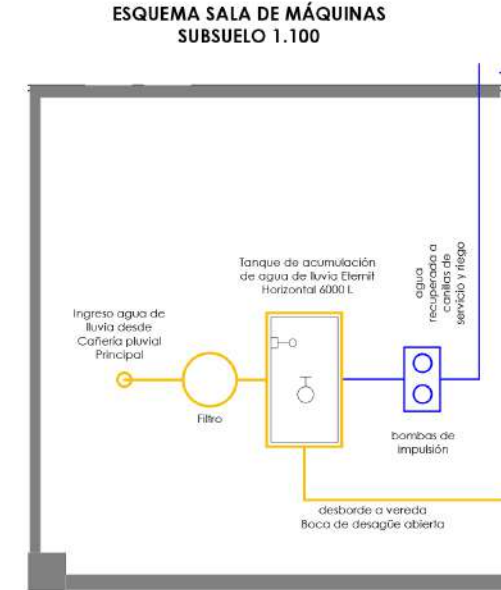 ESQUEMA SALA DE MÁQUINAS
SUBSUELO 1.100
Tanque de acumulación
de agua de lluvia Eternit
Horizontal 6000 L
agua
recuperada a
canillas de
servicio y riego
Ingreso agua de
lluvia desde
Cañería pluvial
Principal
Filtro
bombas de
impulsión
desborde a vereda
Boca de desagüe abierta